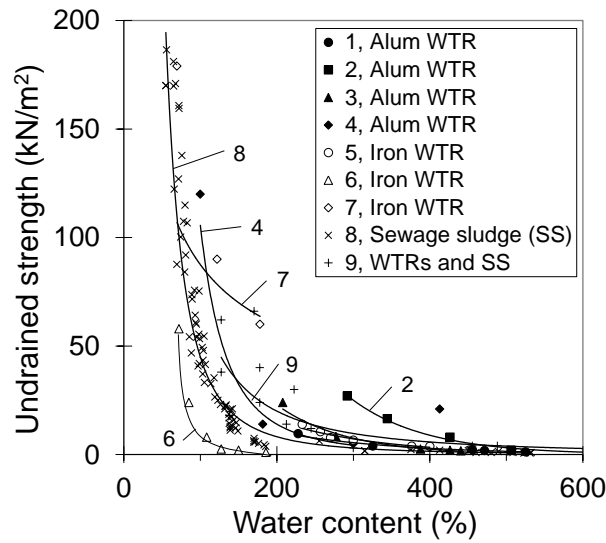 200
150
100
50
0
Undrained strength (kN/m²)
0
200
400
600
Water content (%)
1, Alum WTR
2, Alum WTR
3, Alum WTR
4, Alum WTR
5, Iron WTR
6, Iron WTR
7, Iron WTR
8, Sewage sludge (SS)
9, WTRs and SS
8
4
7
9
2
6